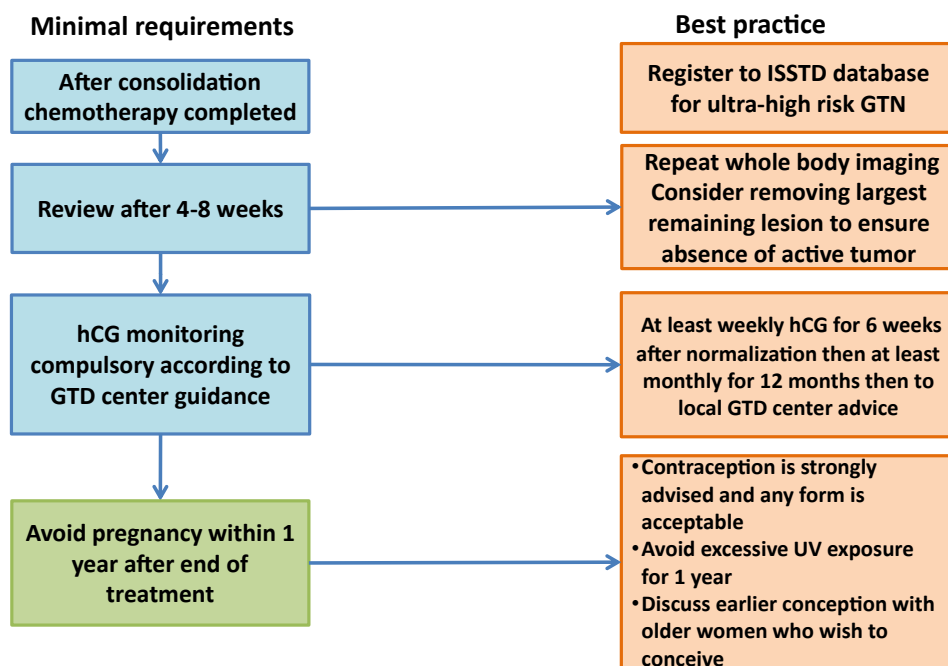 Minimal requirements
Best practice
After consolidation
chemotherapy completed
Register to ISSTD database
for ultra-high risk GTN
Review after 4-8 weeks
Repeat whole body imaging
Consider removing largest
remaining lesion to ensure
absence of active tumor
hCG monitoring
compulsory according to
GTD center guidance
At least weekly hCG for 6 weeks
after normalization then at least
monthly for 12 months then to
local GTD center advice
Avoid pregnancy within 1
year after end of
treatment
•Contraception is strongly
advised and any form is
acceptable
•Avoid excessive UV exposure
for 1 year
•Discuss earlier conception with
older women who wish to
conceive